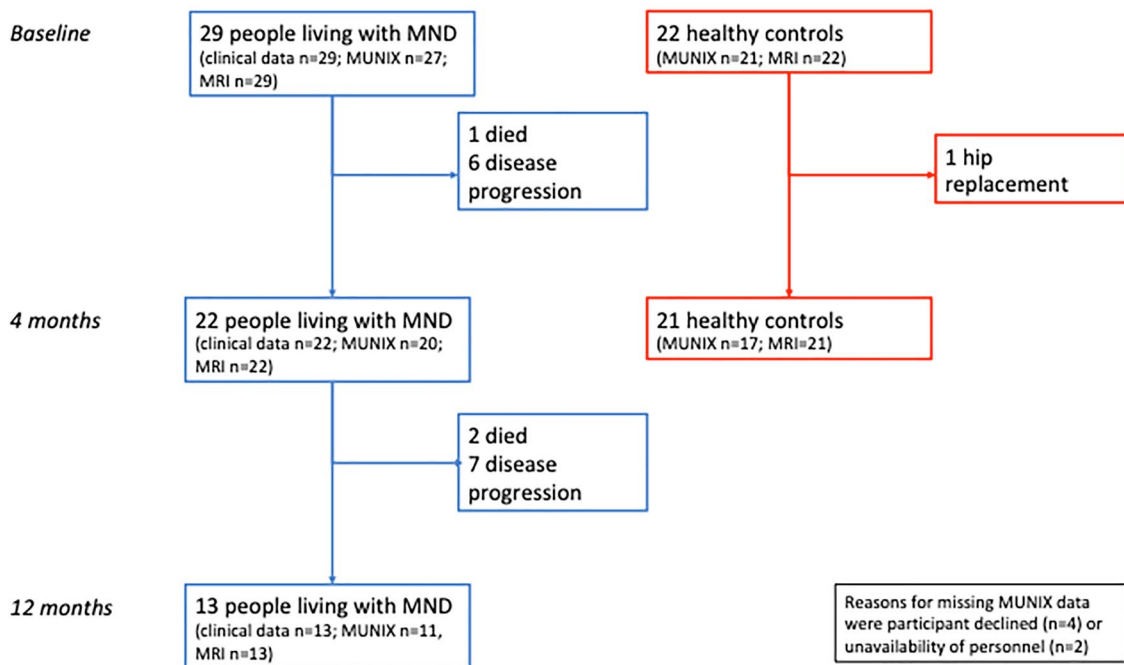 Baseline
29 people living with MND
(clinical data n=29; MUNIX n=27;
MRI n=29)
22 healthy controls
(MUNIX n=21; MRI n=22)
1 died
6 disease
progression
1 hip
replacement
4 months
22 people living with MND
(clinical data n=22; MUNIX n=20;
MRI n=22)
21 healthy controls
(MUNIX n=17; MRI=21)
2 died
7 disease
progression
12 months
13 people living with MND
(clinical data n=13; MUNIX n=11,
MRI n=13)
Reasons for missing MUNIX data
were participant declined (n=4) or
unavailability of personnel (n=2)